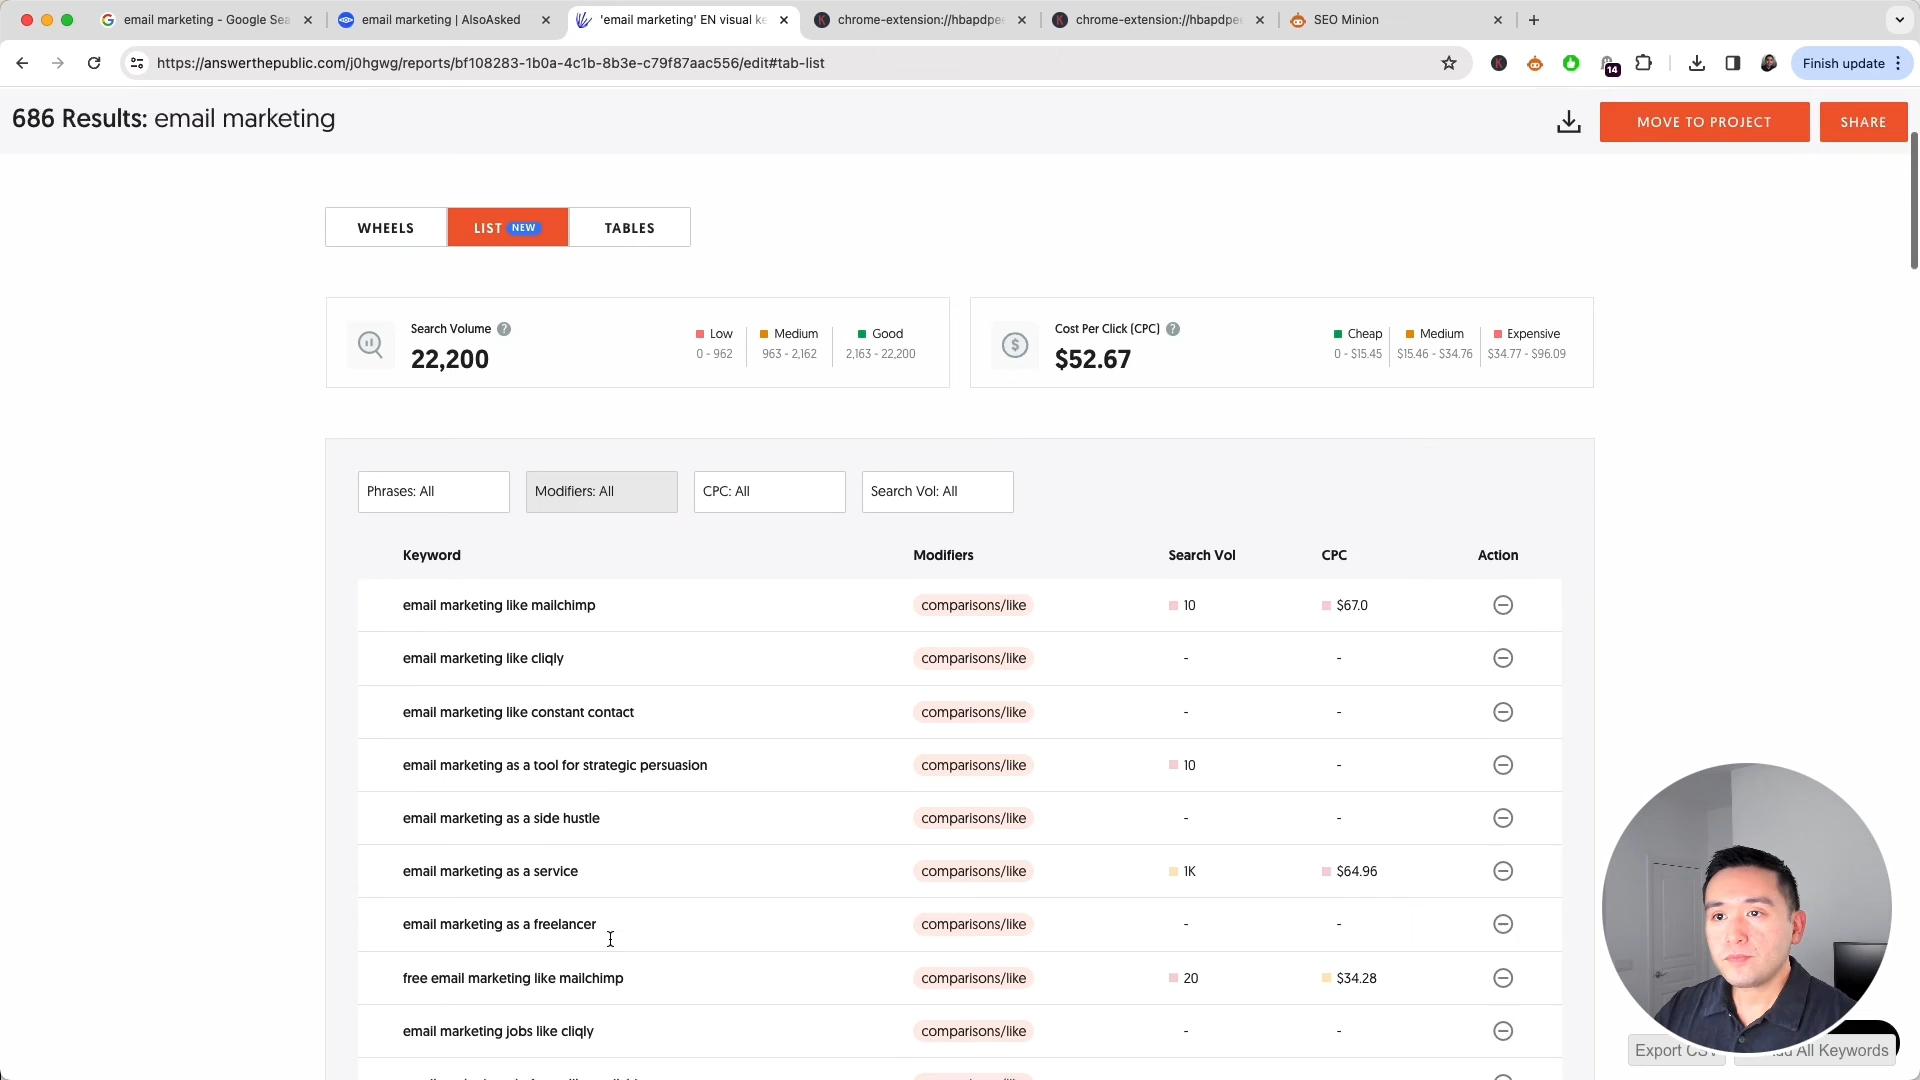 email marketing - Google Sea
email marketing | AlsoAsked
'email marketing' EN visual ke
chrome-extension://hbapdpee
chrome-extension://hbapdpe
SEO Minion
https://answerthepublic.com/j0hgwg/reports/bf108283-1b0a-4c1b-8b3e-c79f87aac556/edit#tab-list
14
Finish update
686 Results: email marketing
MOVE TO PROJECT
SHARE
WHEELS
LIST NEW
TABLES
Search Volume ?
22,200
Low
0 - 962
Medium
963 - 2,162
Good
2,163 - 22,200
Cost Per Click (CPC) ?
$52.67
Cheap
0 - $15.45
Medium
$15.46 - $34.76
Expensive
$34.77 - $96.09
Phrases: All
Modifiers: All
CPC: All
Search Vol: All
Keyword Modifiers Search Vol CPC Action
email marketing like mailchimp comparisons/like 10 $67.0
email marketing like cliqly comparisons/like - -
email marketing like constant contact comparisons/like - -
email marketing as a tool for strategic persuasion comparisons/like 10 -
email marketing as a side hustle comparisons/like - -
email marketing as a service comparisons/like 1K $64.96
email marketing as a freelancer comparisons/like - -
free email marketing like mailchimp comparisons/like 20 $34.28
email marketing jobs like cliqly comparisons/like - -
Export
All Keywords